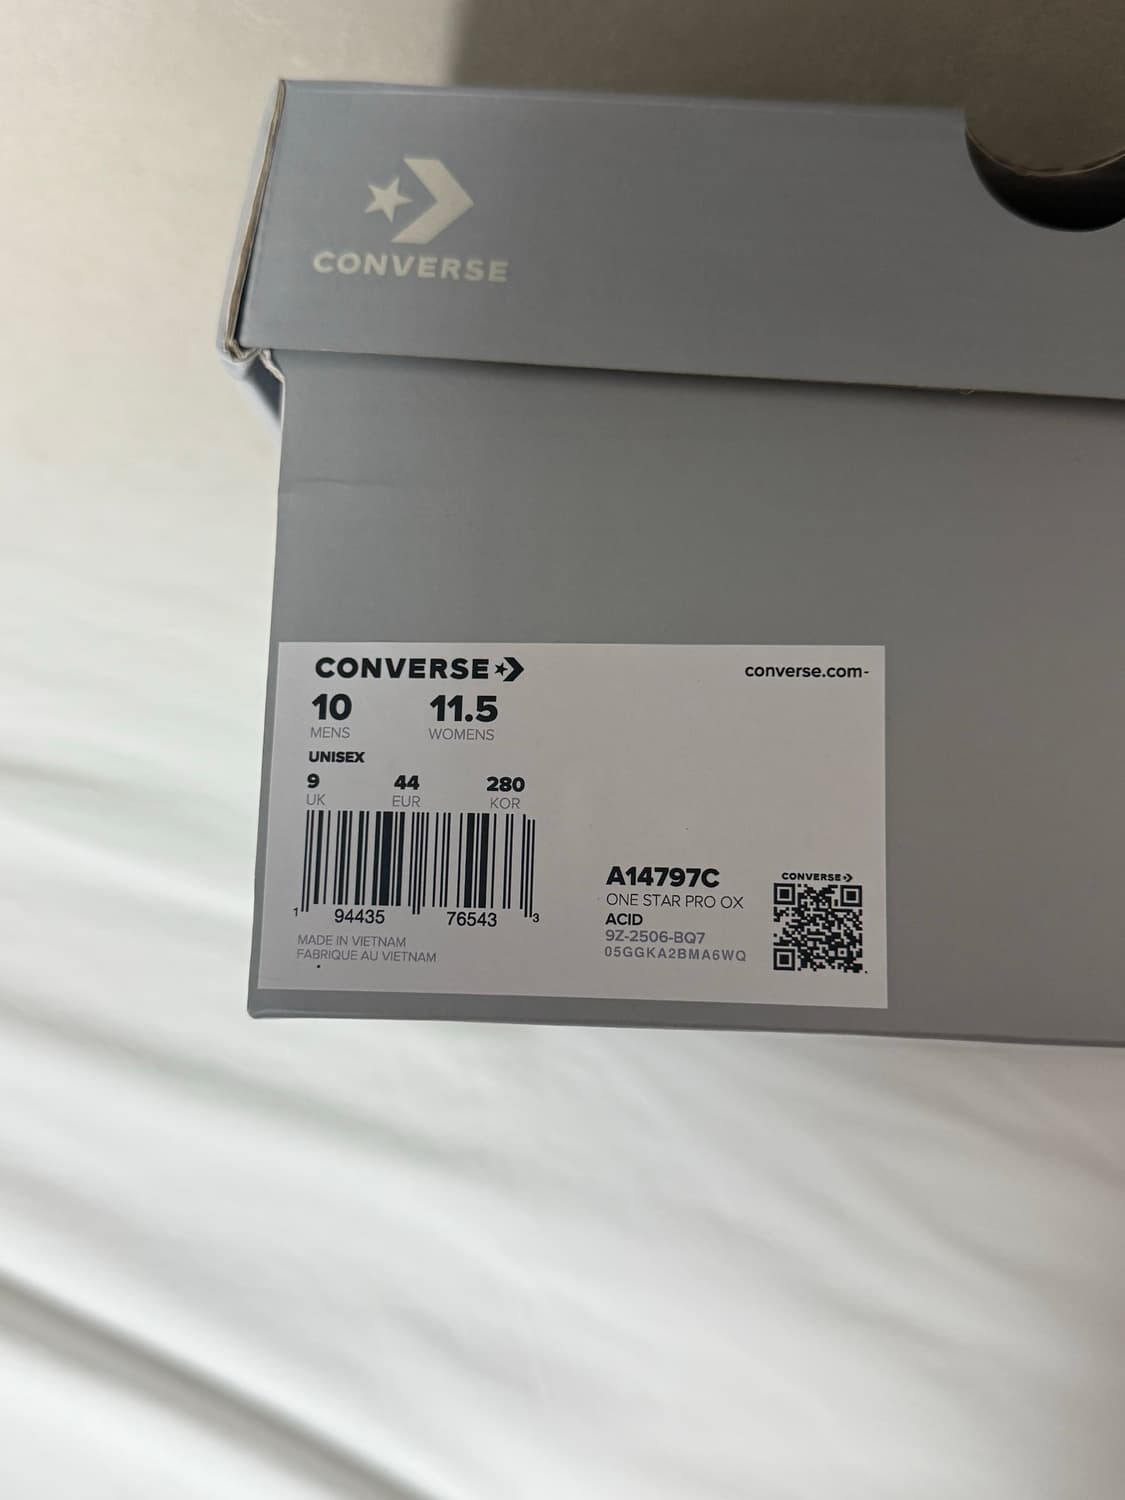 CONVERSE
CONVERSE
converse.com-
10 11.5
MENS WOMENS
UNISEX
9 44 280
UK EUR KOR
1 94435 76543 3
MADE IN VIETNAM
FABRIQUE AU VIETNAM
A14797C
ONE STAR PRO OX
ACID
9Z-2506-BQ7
05GGKA2BMA6WQ
CONVERSE